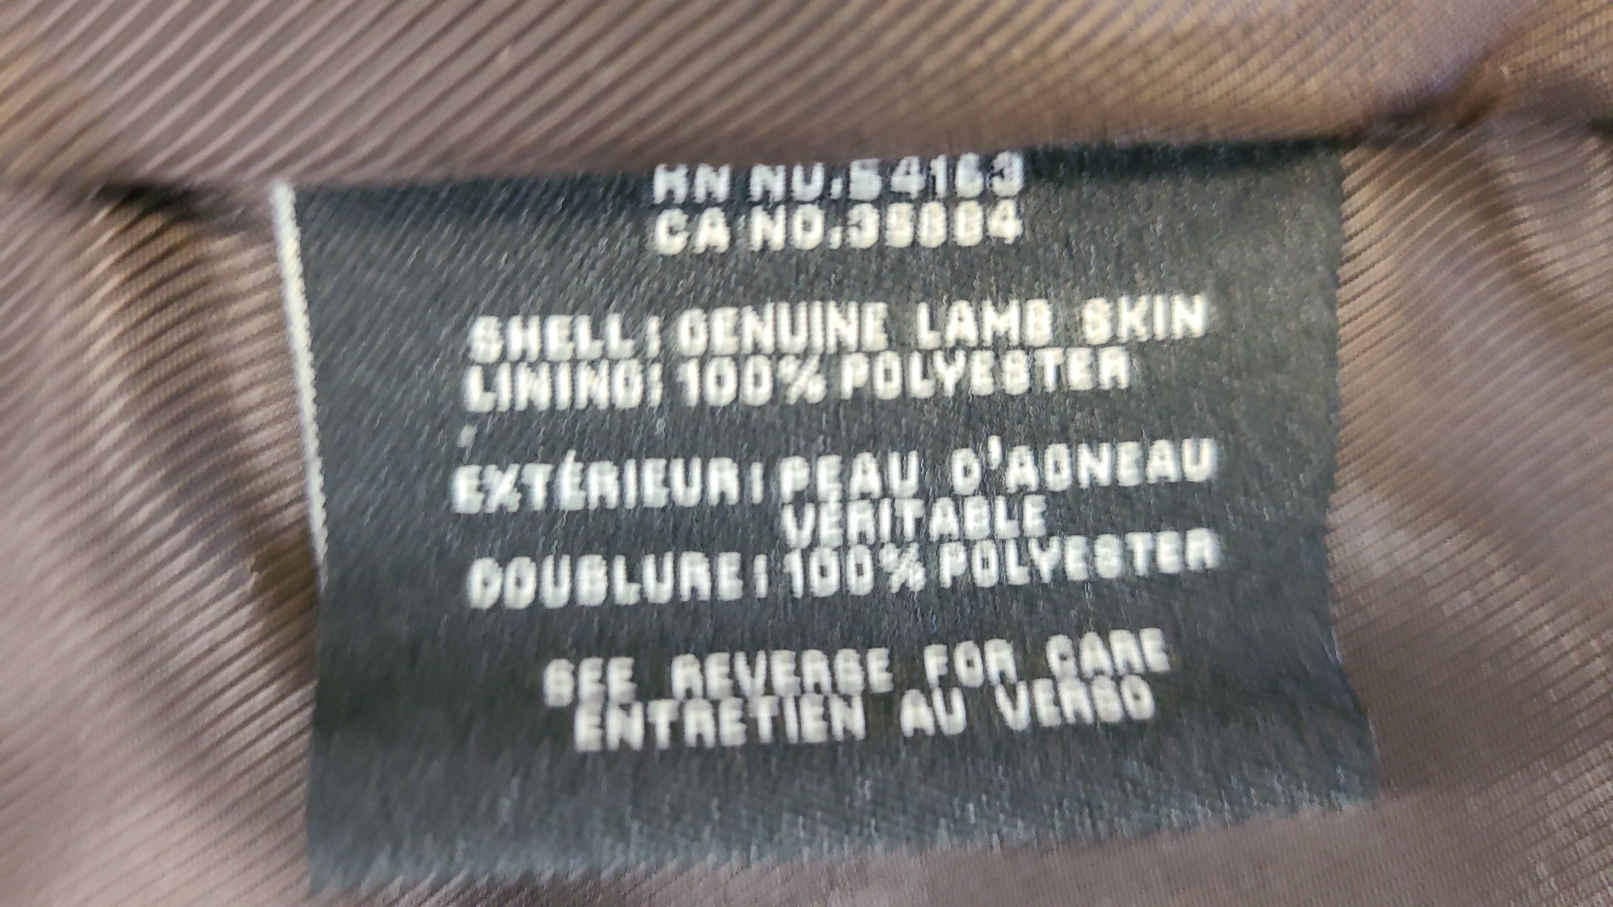 RN NO.54163
CA NO.35884
SHELL: GENUINE LAMB SKIN
LINING: 100% POLYESTER
EXTÉRIEUR: PEAU D'AGNEAU
VÉRITABLE
DOUBLURE: 100% POLYESTER
SEE REVERSE FOR CARE
ENTRETIEN AU VERSO